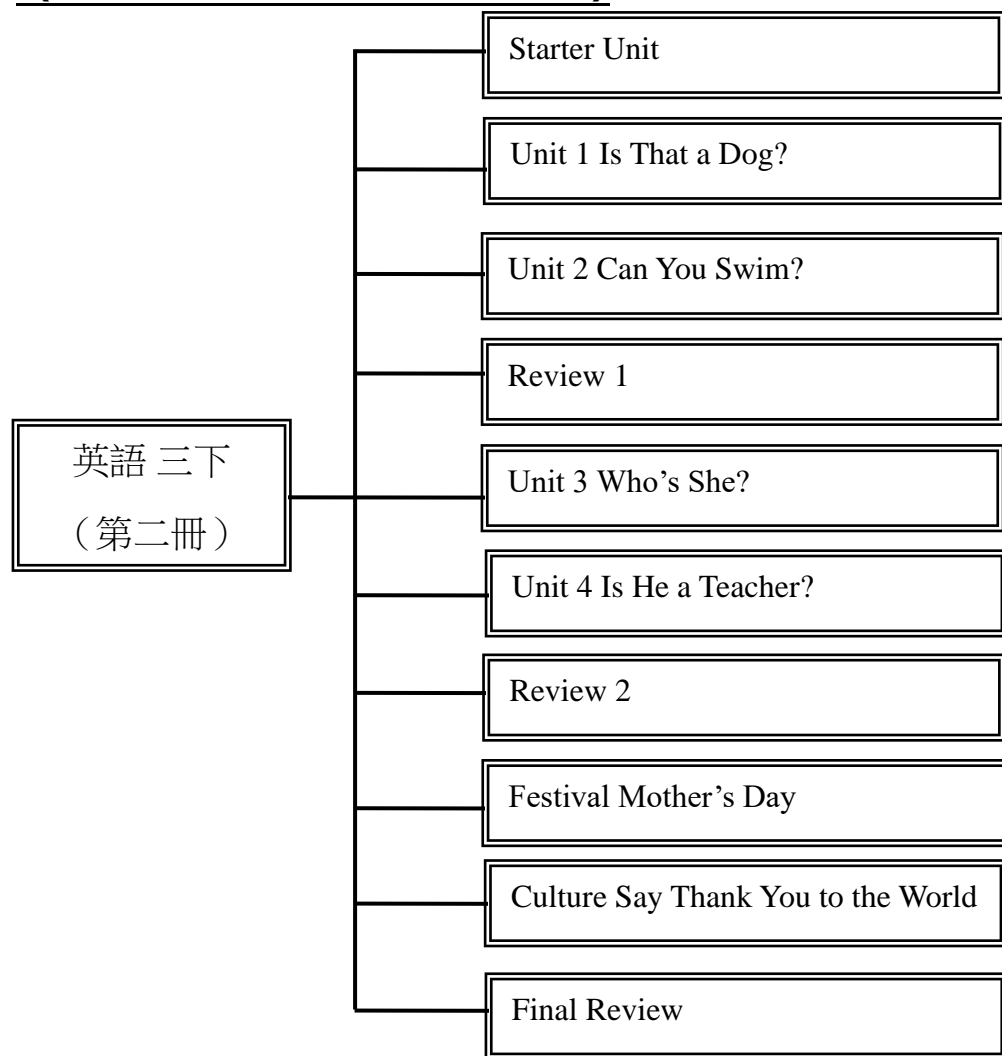 Starter Unit
Unit 1 Is That a Dog?
Unit 2 Can You Swim?
Review 1
英語 三下
（第二冊）
Unit 3 Who’s She?
Unit 4 Is He a Teacher?
Review 2
Festival Mother’s Day
Culture Say Thank You to the World
Final Review